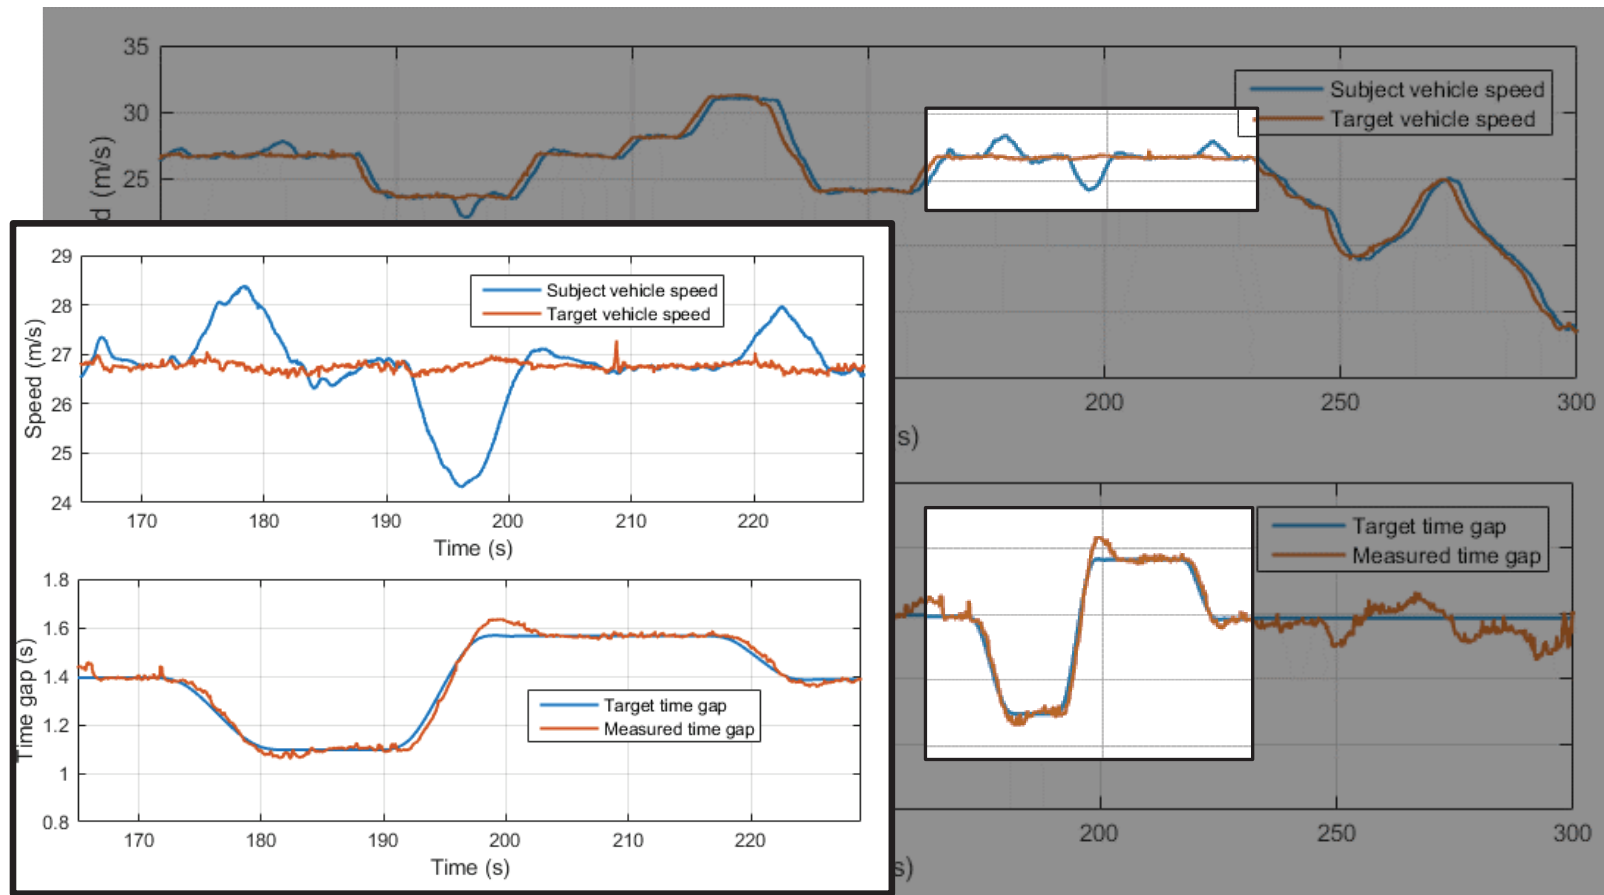 35
30
25
d (m/s)
Subject vehicle speed
Target vehicle speed
200
250
300
s)
Target time gap
Measured time gap
200
250
300
s)
29
28
27
26
25
24
Speed (m/s)
Subject vehicle speed
Target vehicle speed
170
180
190
200
210
220
Time (s)
1.8
1.6
1.4
1.2
1
0.8
Time gap (s)
Target time gap
Measured time gap
170
180
190
200
210
220
Time (s)